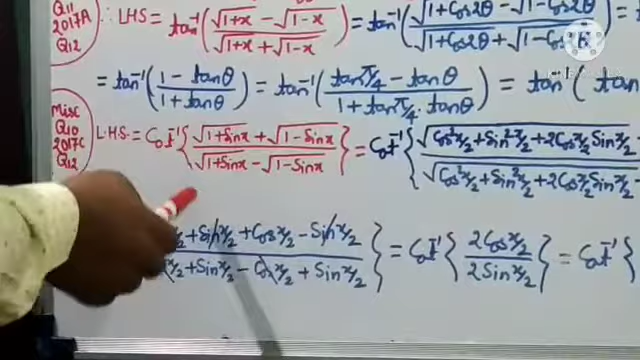 Q11
2017A
Q12
∴ LHS = tan⁻¹(√1+x − √1−x / √1+x + √1−x) = tan⁻¹(√1+Cos2θ − √1−Cos2θ / √1+Cos2θ + √1−Cos
= tan⁻¹(1 − tanθ / 1 + tanθ) = tan⁻¹(tanπ/4 − tanθ / 1 + tanπ/4 · tanθ) = tan⁻¹( tan
Misc
Q10
2017C
Q12
L·H·S· = Cot⁻¹{√1+Sinx + √1−Sinx / √1+Sinx − √1−Sinx} = Cot⁻¹{√Cos²x/2 + Sin²x/2 + 2Cosx/2 Sinx/2 / √Cos²x/2 + Sin²x/2 + 2Cosx/2 Sinx/2 −
x/2 + Sinx/2 + Cosx/2 − Sinx/2 / x/2 + Sinx/2 − Cosx/2 + Sinx/2} = Cot⁻¹{2Cosx/2 / 2Sinx/2} = Cot⁻¹{